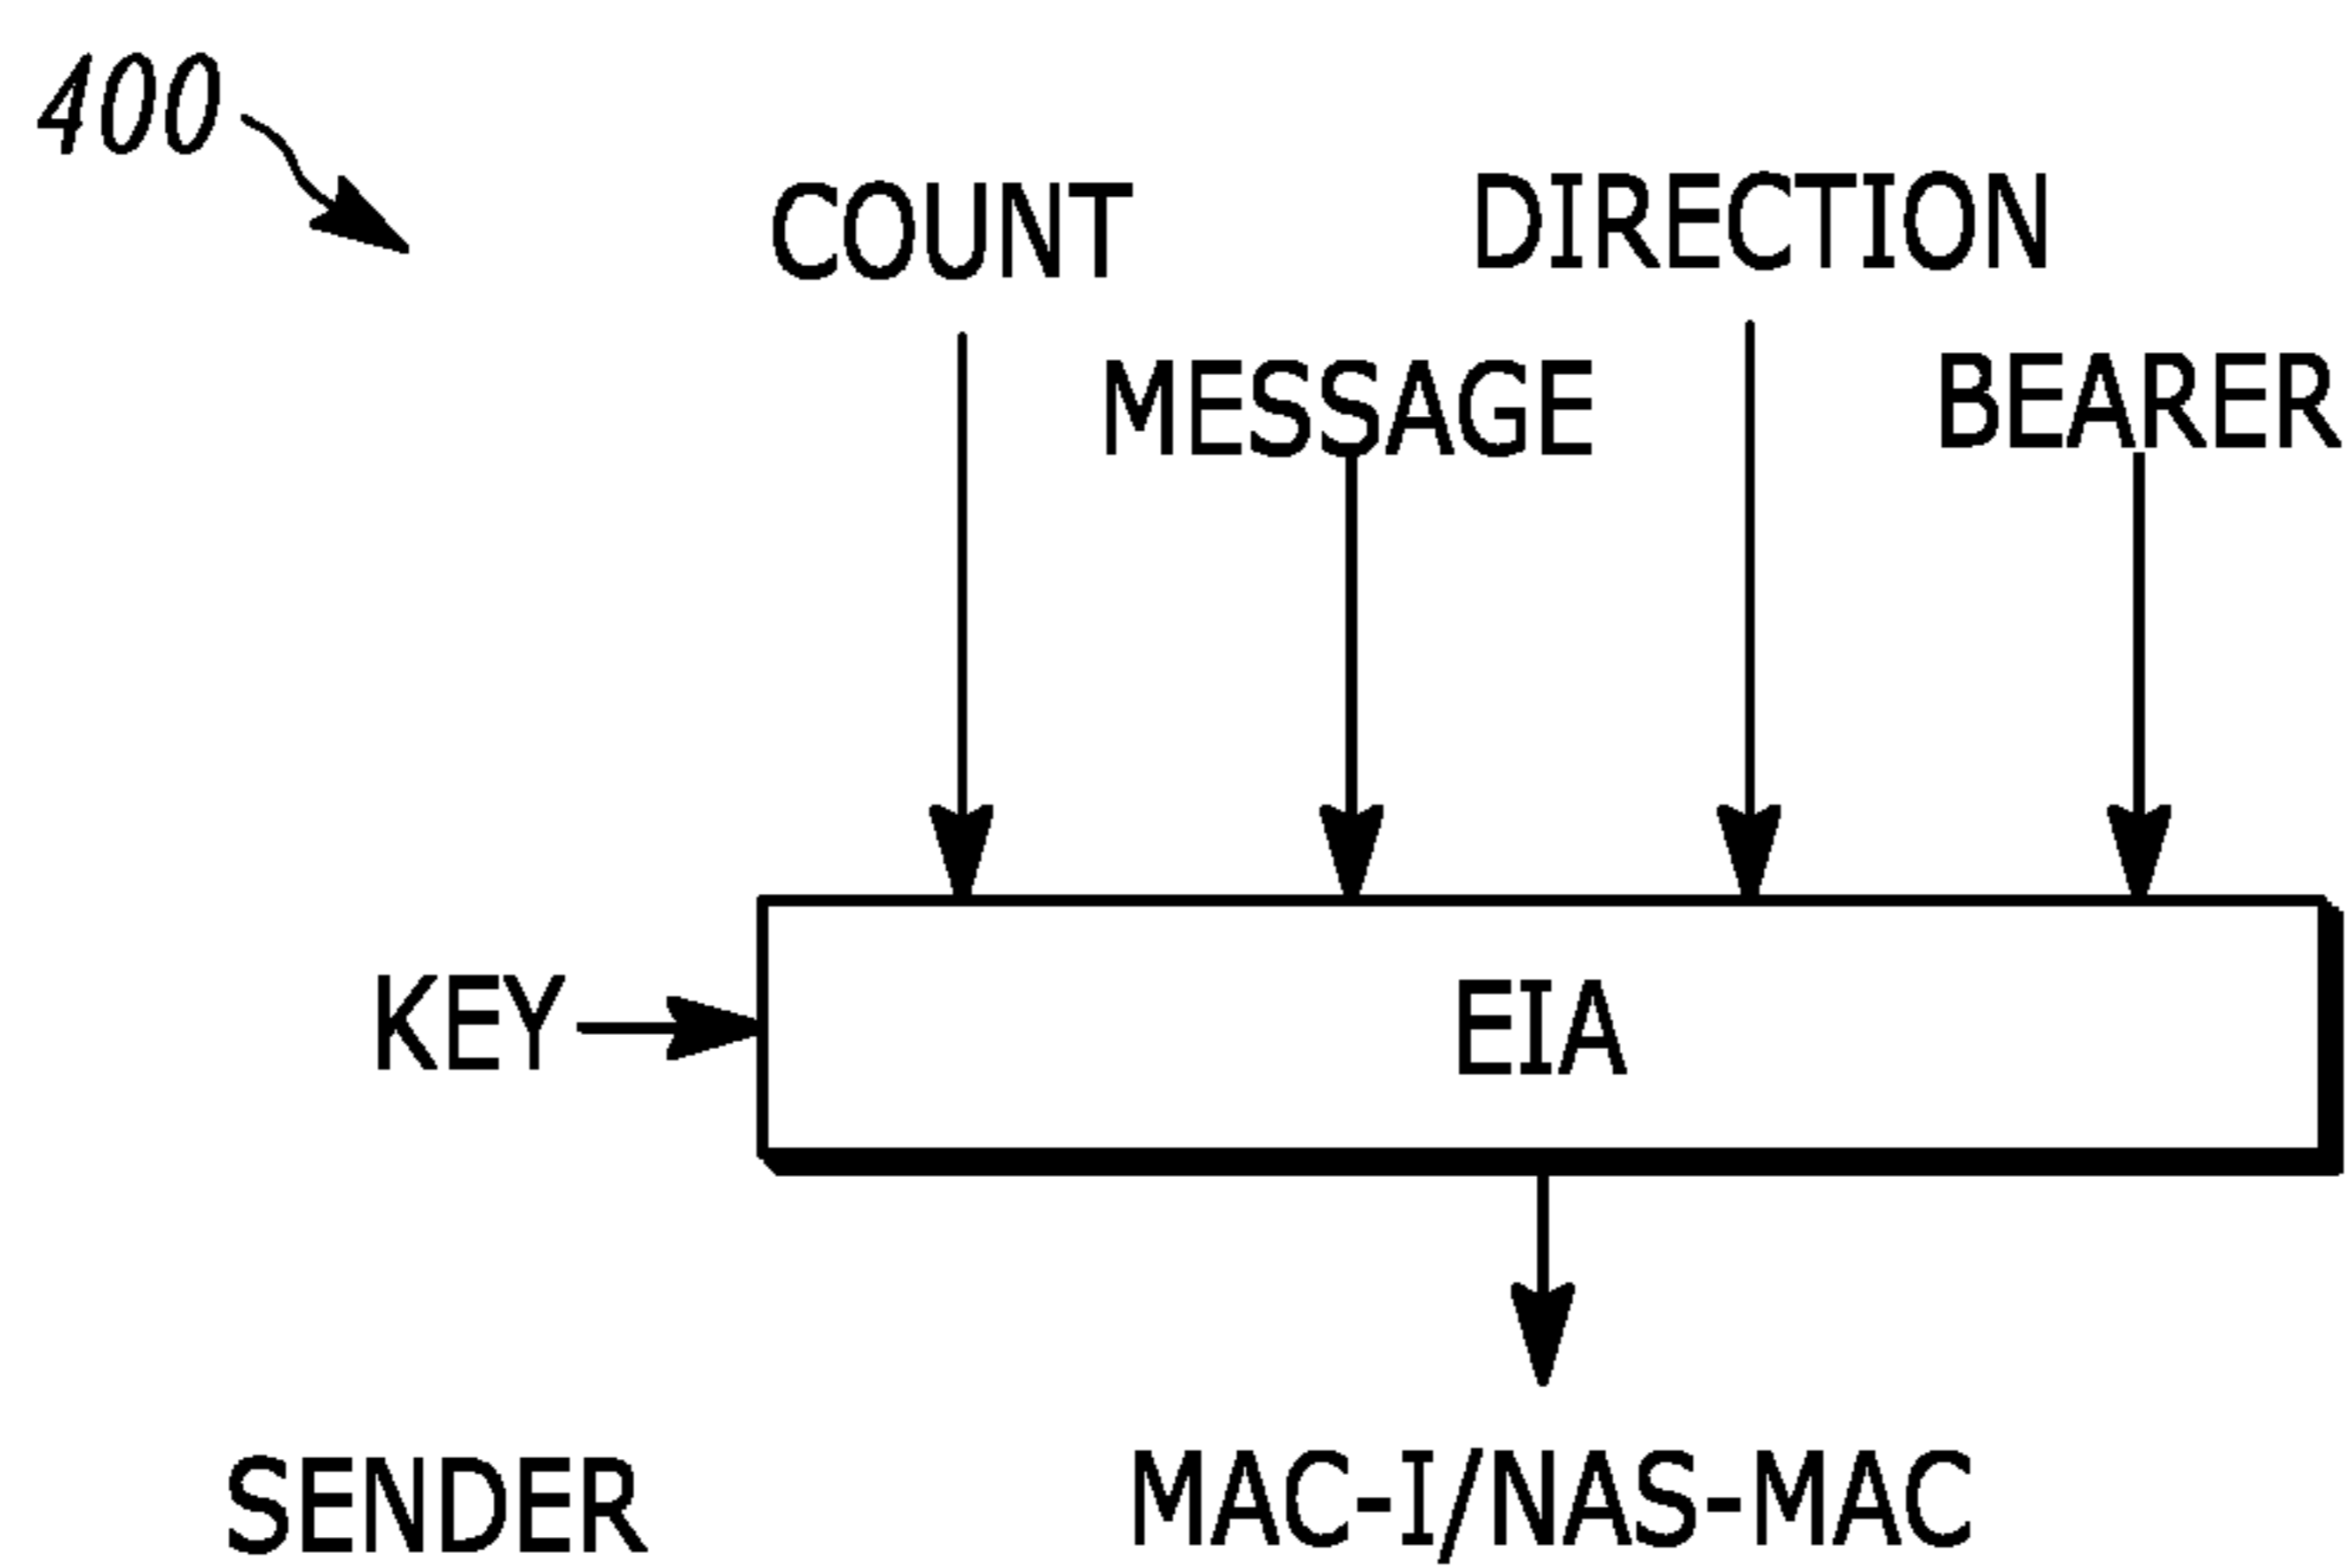 400
COUNT DIRECTION
MESSAGE BEARER
KEY EIA
SENDER MAC-I/NAS-MAC